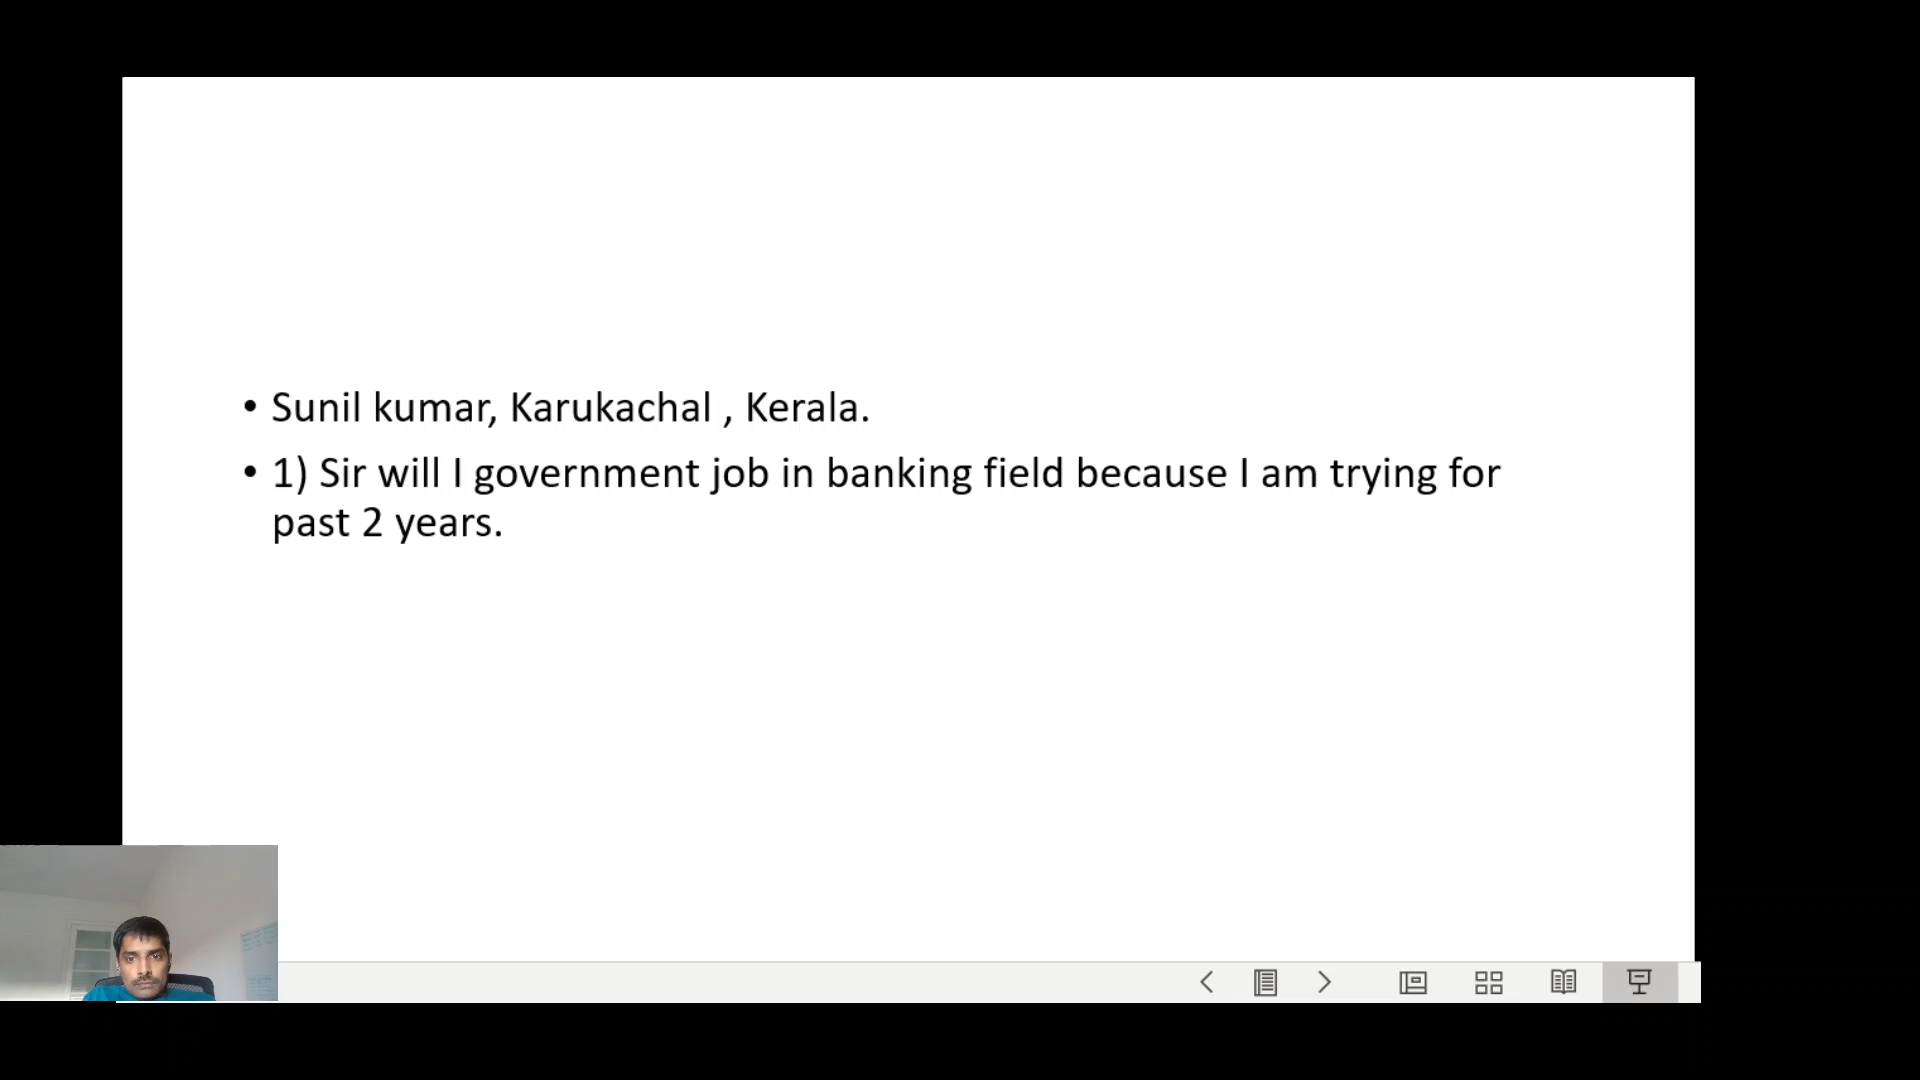 • Sunil kumar, Karukachal , Kerala.
• 1) Sir will I government job in banking field because I am trying for
past 2 years.